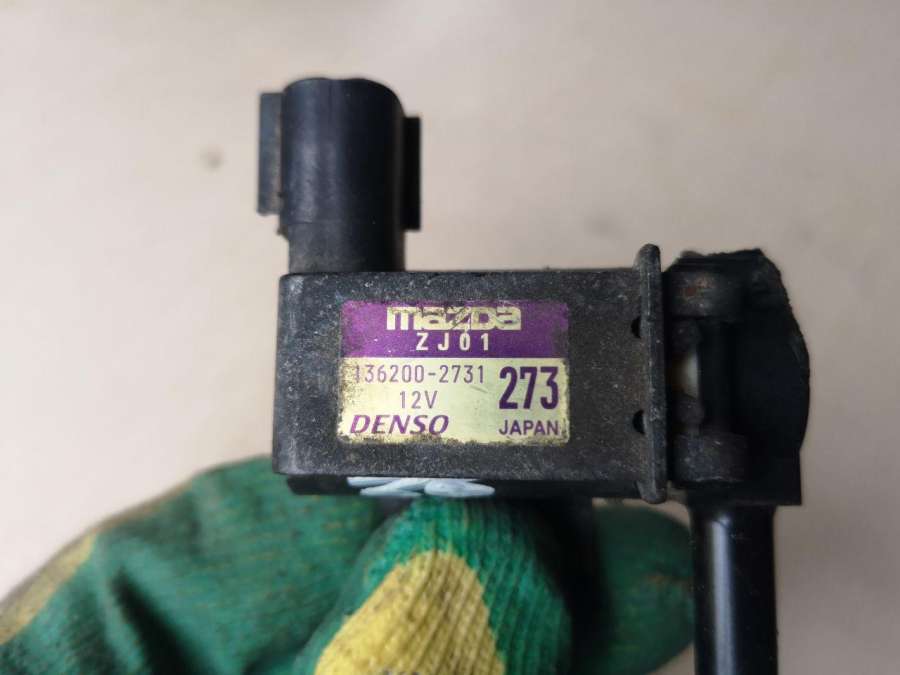 mazda
ZJ01
136200-2731
273
12V
DENSO
JAPAN